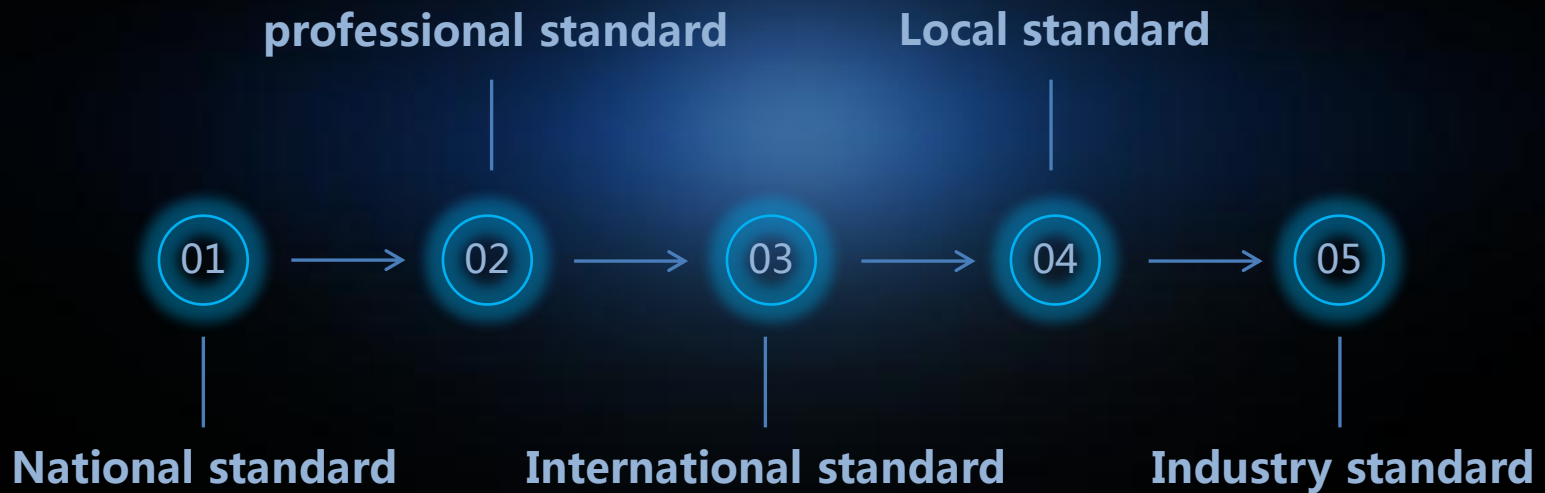 professional standard
Local standard
01
02
03
04
05
National standard
International standard
Industry standard